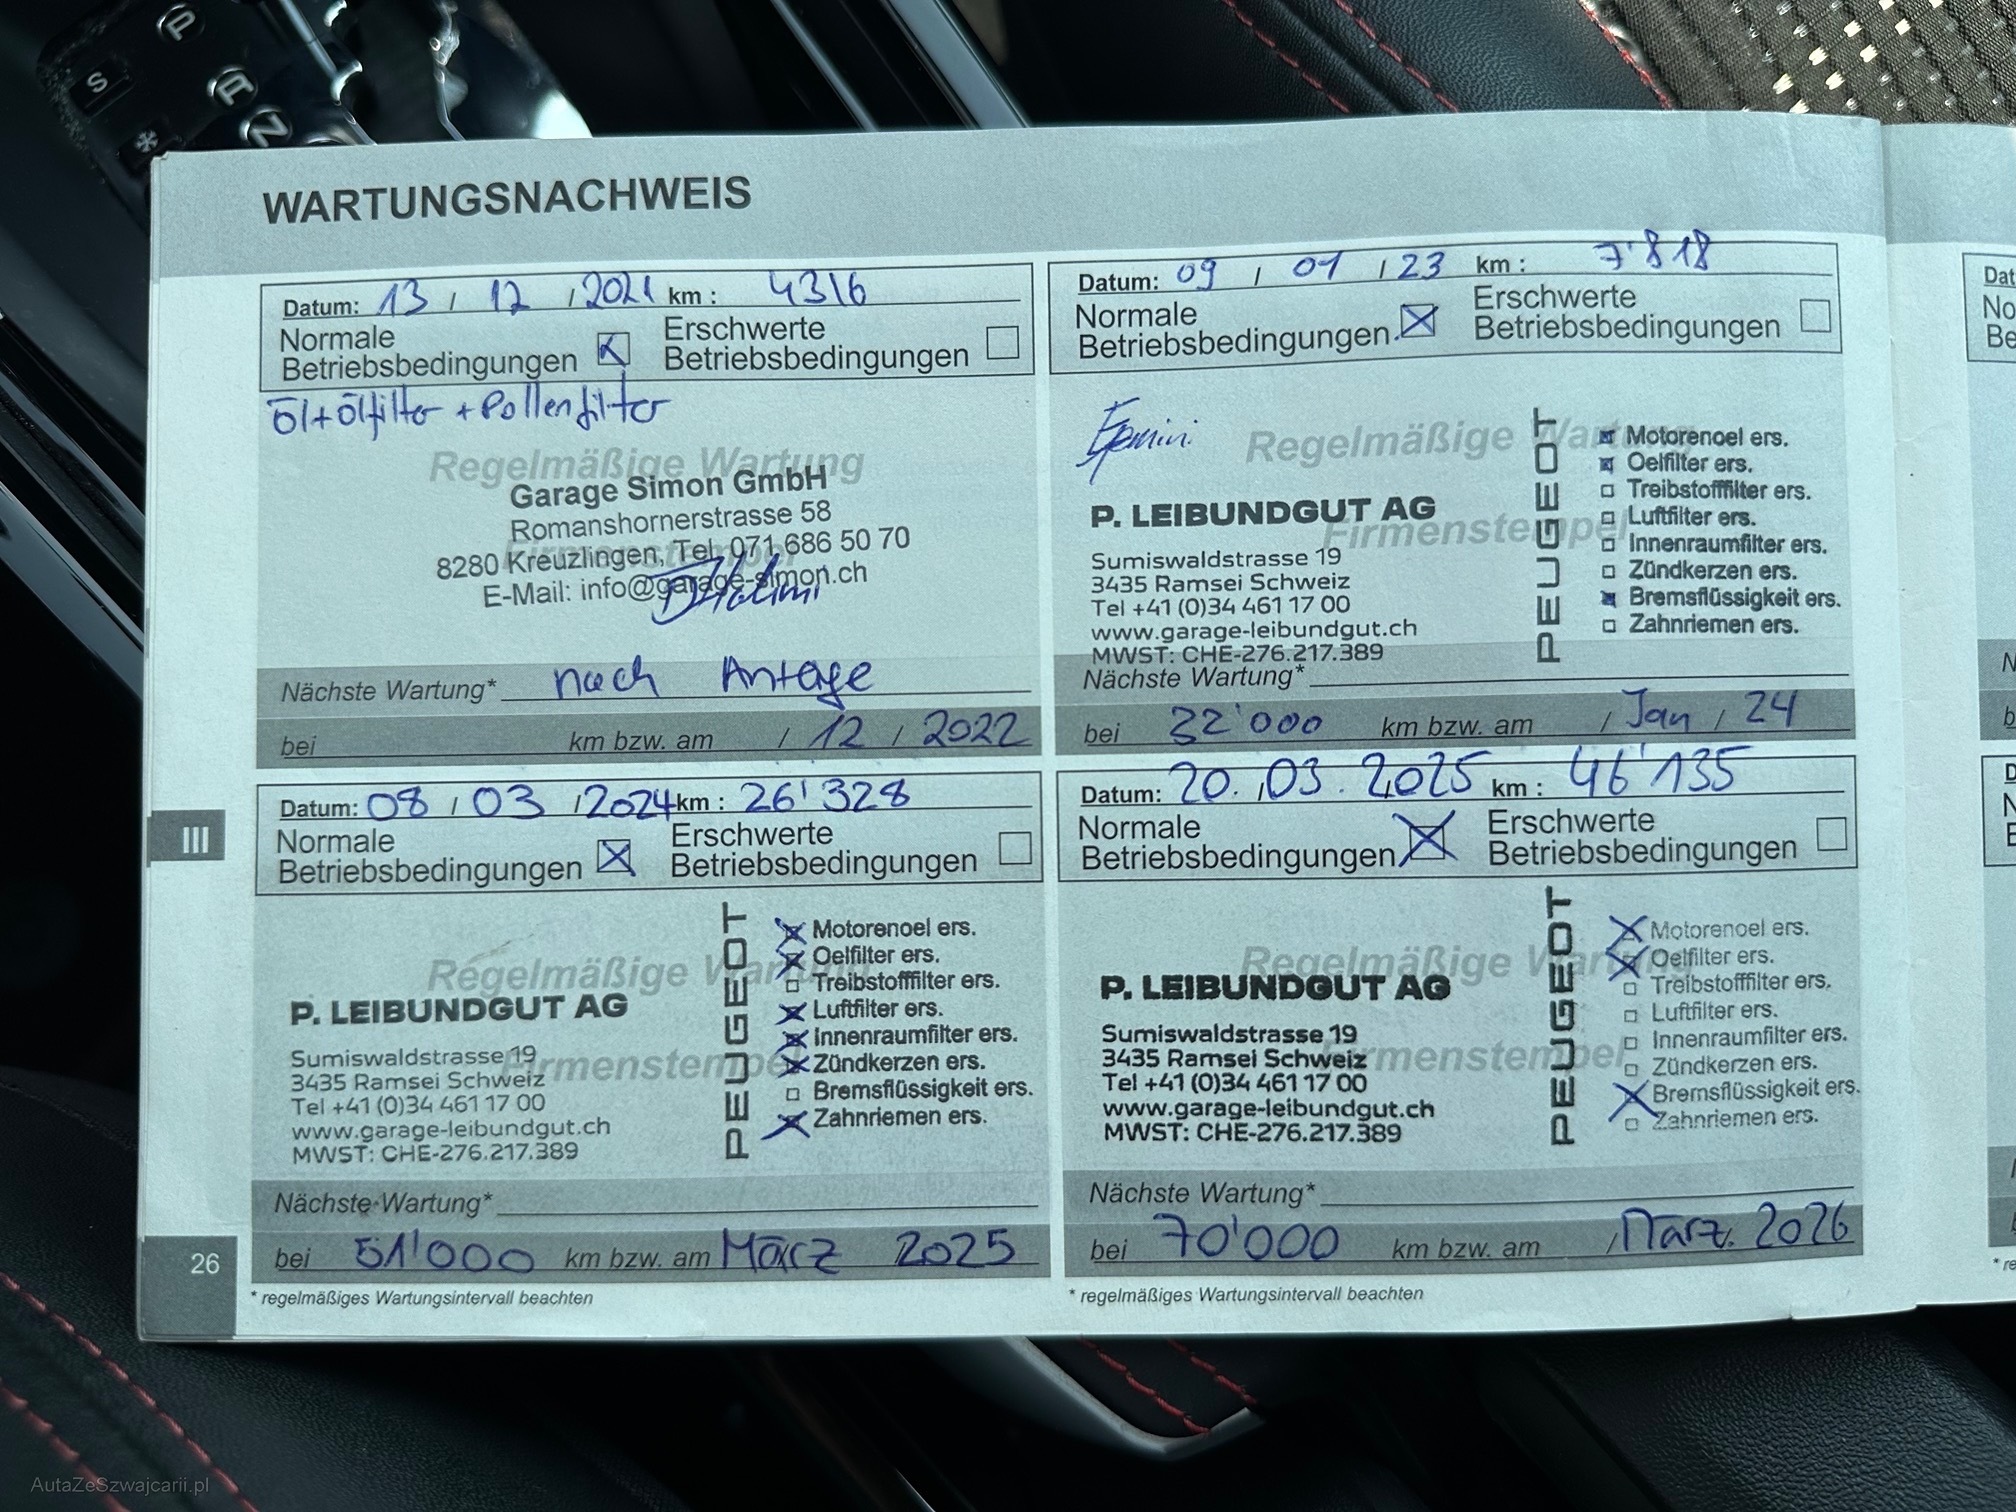 P
S
A
N
*
WARTUNGSNACHWEIS
Datum: 13 / 12 / 2021 km : 4316
Normale Betriebsbedingungen
Erschwerte Betriebsbedingungen
Öl + Ölfilter + Pollenfilter
Regelmäßige Wartung
Firmenstempel
Garage Simon GmbH
Romanshornerstrasse 58
8280 Kreuzlingen, Tel. 071 686 50 70
E-Mail: info@garage-simon.ch
Nächste Wartung* nach Antage
bei km bzw. am / 12 / 2022
Datum: 09 / 01 / 23 km : 7'818
Normale Betriebsbedingungen
Erschwerte Betriebsbedingungen
Regelmäßige Wartung
Firmenstempel
P. LEIBUNDGUT AG
Sumiswaldstrasse 19
3435 Ramsei Schweiz
Tel +41 (0)34 461 17 00
www.garage-leibundgut.ch
MWST: CHE-276.217.389
PEUGEOT
Motorenoel ers.
Oelfilter ers.
Treibstofffilter ers.
Luftfilter ers.
Innenraumfilter ers.
Zündkerzen ers.
Bremsflüssigkeit ers.
Zahnriemen ers.
Nächste Wartung*
bei 32'000 km bzw. am / Jan / 24
Datum: 08 / 03 / 2024 km : 26'328
Normale Betriebsbedingungen
Erschwerte Betriebsbedingungen
Regelmäßige Wartung
Firmenstempel
P. LEIBUNDGUT AG
Sumiswaldstrasse 19
3435 Ramsei Schweiz
Tel +41 (0)34 461 17 00
www.garage-leibundgut.ch
MWST: CHE-276.217.389
PEUGEOT
Motorenoel ers.
Oelfilter ers.
Treibstofffilter ers.
Luftfilter ers.
Innenraumfilter ers.
Zündkerzen ers.
Bremsflüssigkeit ers.
Zahnriemen ers.
Nächste Wartung*
bei 51'000 km bzw. am März 2025
* regelmäßiges Wartungsintervall beachten
Datum: 20. 03. 2025 km : 46'135
Normale Betriebsbedingungen
Erschwerte Betriebsbedingungen
Regelmäßige Wartung
Firmenstempel
P. LEIBUNDGUT AG
Sumiswaldstrasse 19
3435 Ramsei Schweiz
Tel +41 (0)34 461 17 00
www.garage-leibundgut.ch
MWST: CHE-276.217.389
PEUGEOT
Motorenoel ers.
Oelfilter ers.
Treibstofffilter ers.
Luftfilter ers.
Innenraumfilter ers.
Zündkerzen ers.
Bremsflüssigkeit ers.
Zahnriemen ers.
Nächste Wartung*
bei 70'000 km bzw. am / März. 2026
* regelmäßiges Wartungsintervall beachten
III
26
AutaZeSzwajcarii.pl